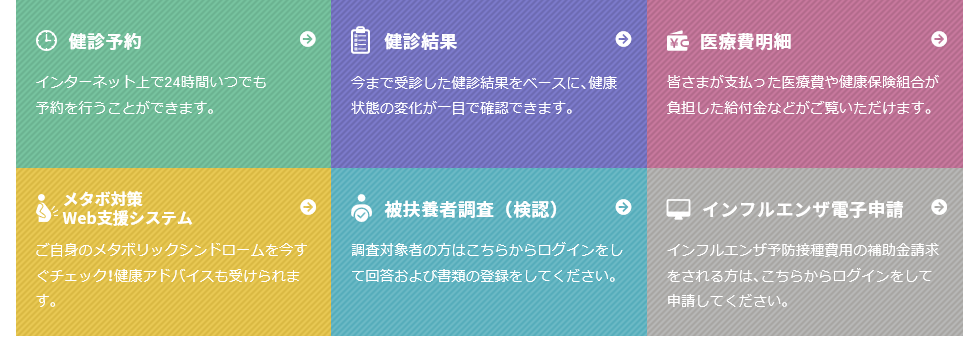 健診予約
インターネット上で24時間いつでも
予約を行うことができます。
健診結果
今まで受診した健診結果をベースに、健康
状態の変化が一目で確認できます。
医療費明細
皆さまが支払った医療費や健康保険組合が
負担した給付金などがご覧いただけます。
メタボ対策
Web支援システム
ご自身のメタボリックシンドロームを今す
ぐチェック!健康アドバイスも受けられま
す。
被扶養者調査（検認）
調査対象者の方はこちらからログインをし
て回答および書類の登録をしてください。
インフルエンザ電子申請
インフルエンザ予防接種費用の補助金請求
をされる方は、こちらからログインをして
申請してください。